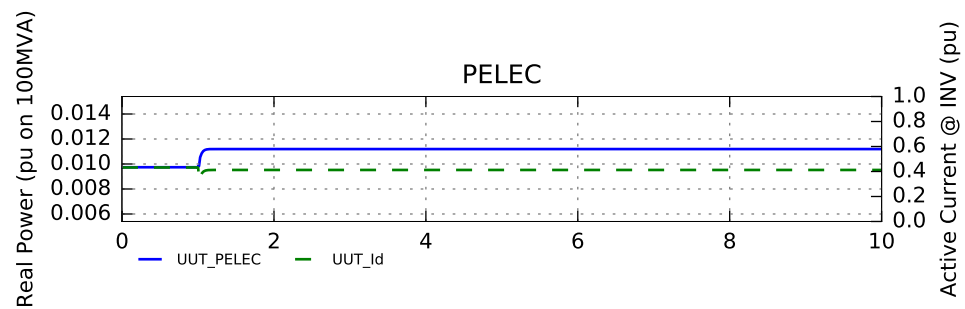 PELEC
Real Power (pu on 100MVA)
0.014
0.012
0.010
0.008
0.006
1.0
0.8
0.6
0.4
0.2
0.0
Active Current @ INV (pu)
0 2 4 6 8 10
UUT_PELEC UUT_Id